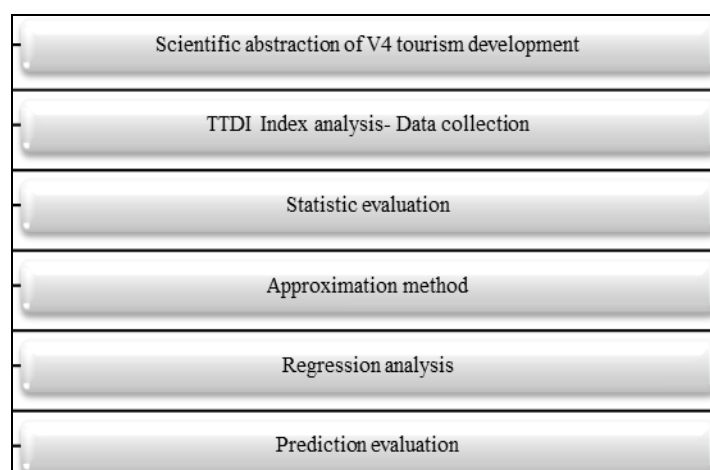 Scientific abstraction of V4 tourism development
TTDI Index analysis- Data collection
Statistic evaluation
Approximation method
Regression analysis
Prediction evaluation